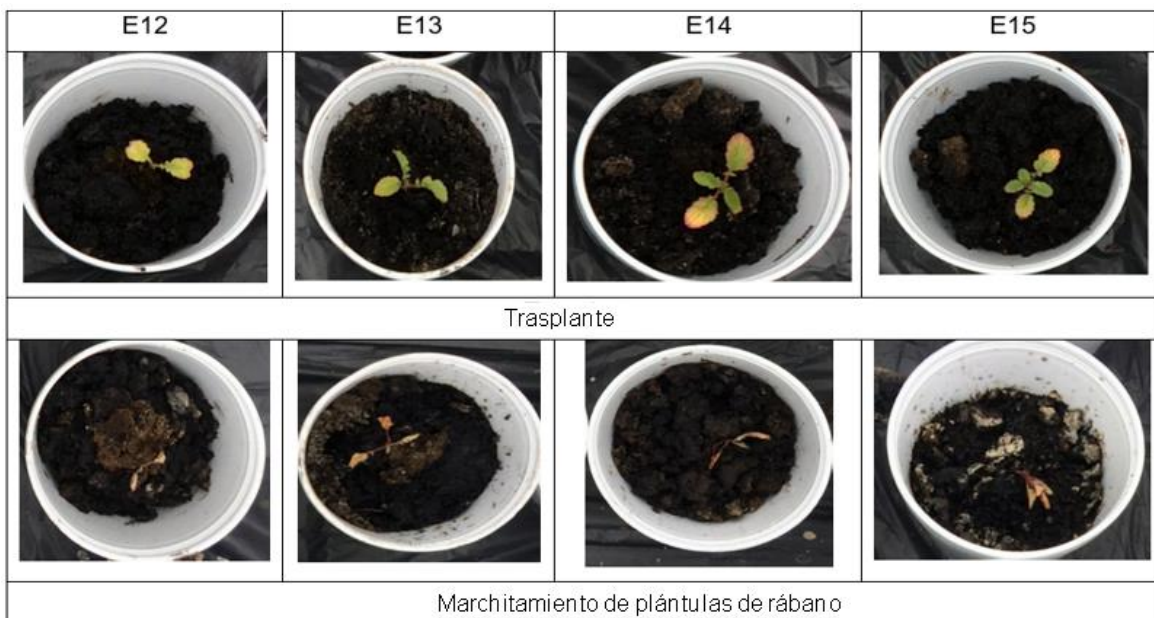 E12
E13
E14
E15
Trasplante
Marchitamiento de plántulas de rábano